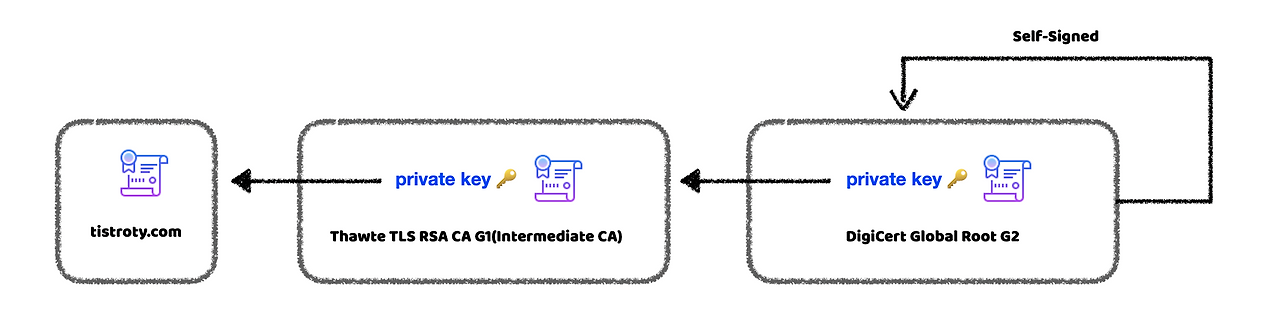 Self-Signed
private key
private key
tistroty.com
Thawte TLS RSA CA G1(Intermediate CA)
DigiCert Global Root G2